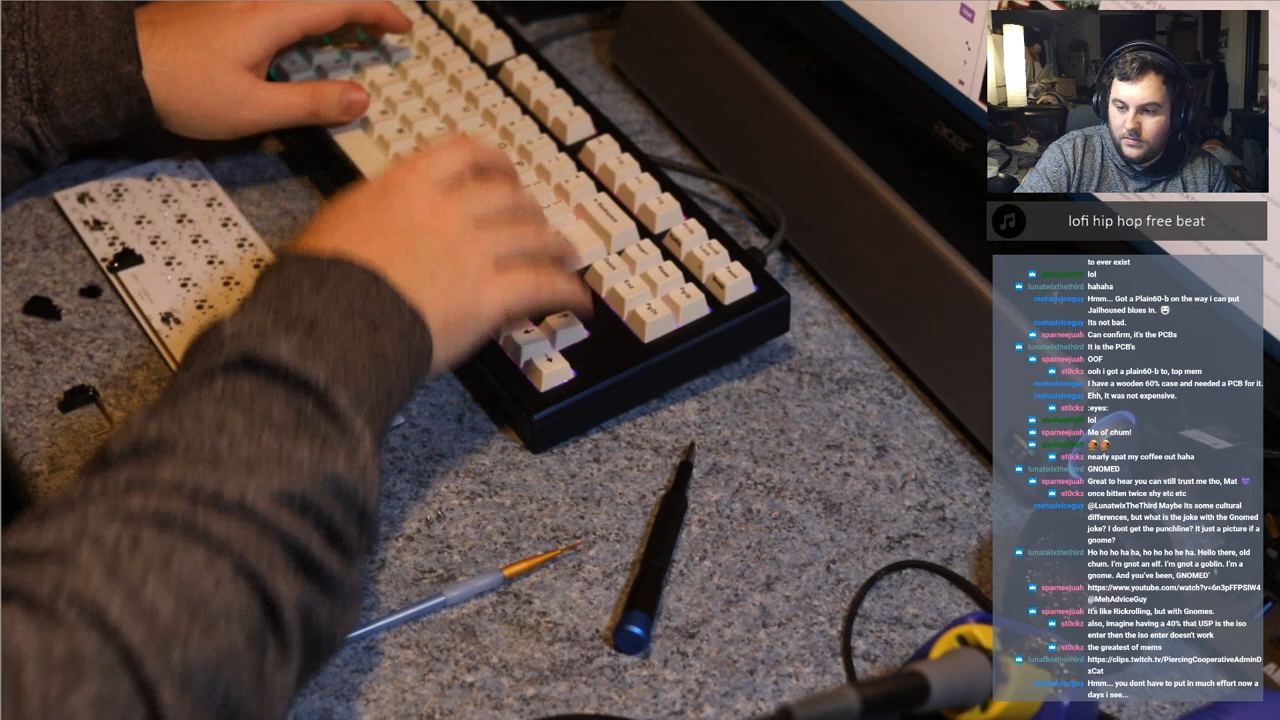 acer
lofi hip hop free beat
to ever exist
lol
lunatwixthethird hahaha
mehadviceguy Hmm... Got a Plain60-b on the way i can put
Jailhoused blues in.
mehadviceguy Its not bad.
sparneejuah Can confirm, it's the PCBs
lunatwixthethird It is the PCB's
sparneejuah OOF
st0ckz ooh i got a plain60-b to, top mem
mehadviceguy I have a wooden 60% case and needed a PCB for it.
mehadviceguy Ehh, It was not expensive.
st0ckz :eyes:
lol
sparneejuah Me ol' chum!
st0ckz nearly spat my coffee out haha
lunatwixthethird GNOMED
sparneejuah Great to hear you can still trust me tho, Mat
st0ckz once bitten twice shy etc etc
mehadviceguy @LunatwixTheThird Maybe its some cultural
differences, but what is the joke with the Gnomed
joke? I dont get the punchline? It just a picture if a
gnome?
lunatwixthethird Ho ho ho ha ha, ho ho ho he ha. Hello there, old
chum. I'm gnot an elf. I'm gnot a goblin. I'm a
gnome. And you've been, GNOMED'
sparneejuah https://www.youtube.com/watch?v=6n3pFFPSlW4
@MehAdviceGuy
sparneejuah It's like Rickrolling, but with Gnomes.
st0ckz also, imagine having a 40% that USP is the iso
enter then the iso enter doesn't work
st0ckz the greatest of mems
lunatwixthethird https://clips.twitch.tv/PiercingCooperativeAdminD
xCat
mehadviceguy Hmm... you dont have to put in much effort now a
days i see...